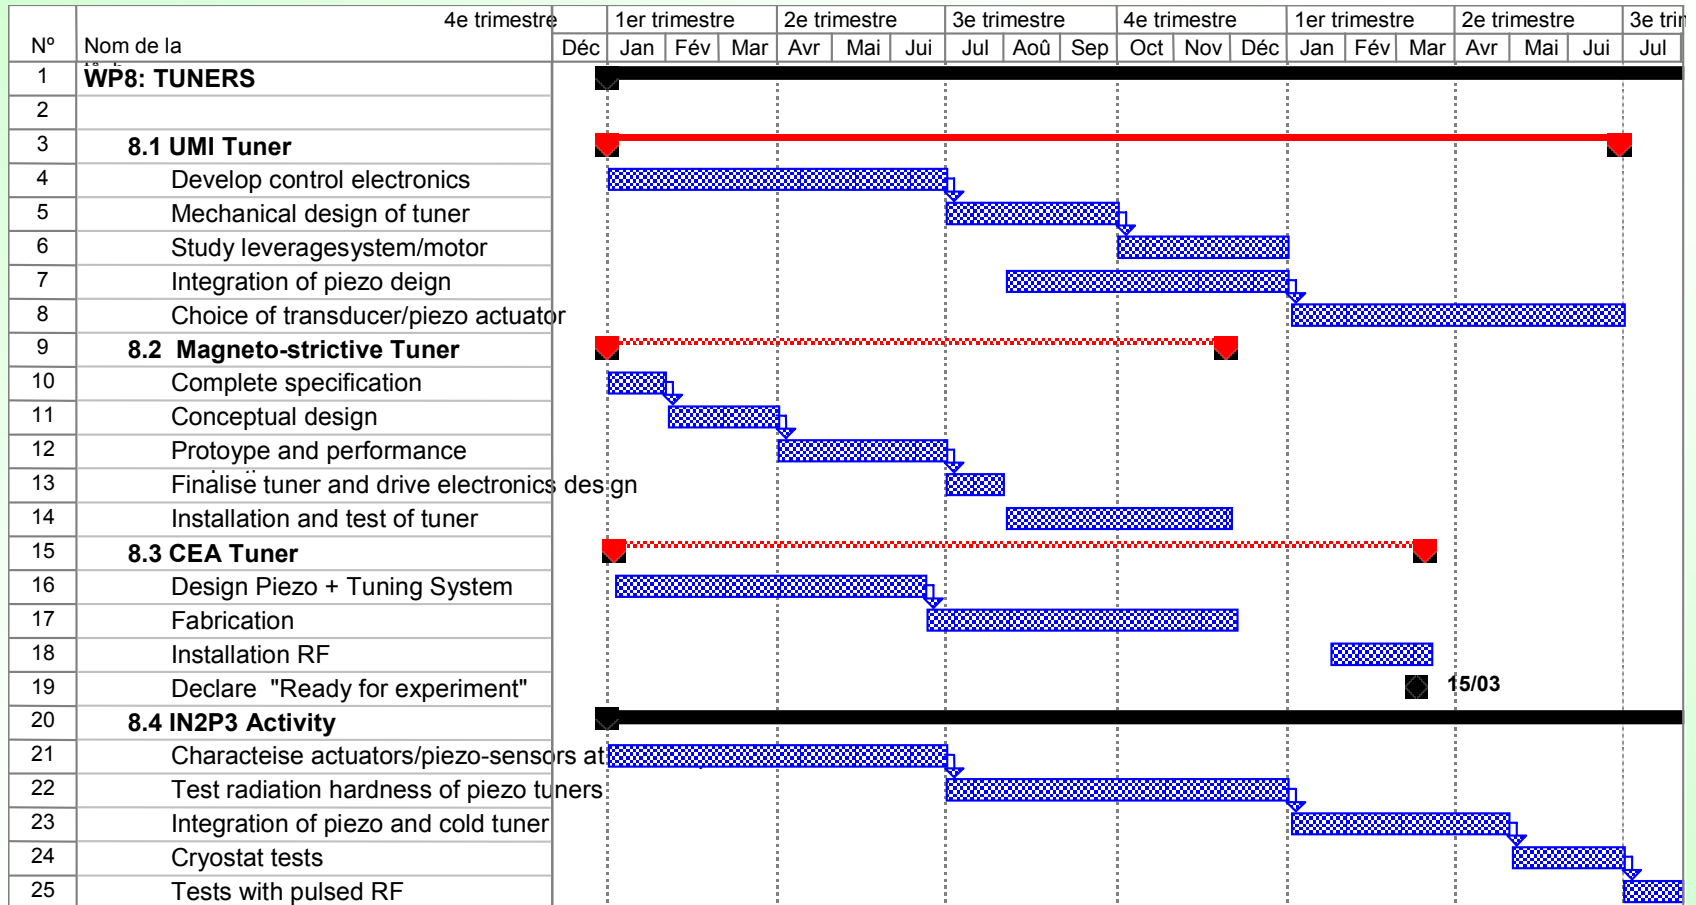 4e trimestre 1er trimestre 2e trimestre 3e trimestre 4e trimestre 1er trimestre 2e trimestre 3e trir
Nº Nom de la Déc Jan Fév Mar Avr Mai Jui Jul Aoû Sep Oct Nov Déc Jan Fév Mar Avr Mai Jui Jul
1 WP8: TUNERS
2
3 8.1 UMI Tuner
4 Develop control electronics
5 Mechanical design of tuner
6 Study leveragesystem/motor
7 Integration of piezo deign
8 Choice of transducer/piezo actuator
9 8.2 Magneto-strictive Tuner
10 Complete specification
11 Conceptual design
12 Protoype and performance
13 Finalise tuner and drive electronics design
14 Installation and test of tuner
15 8.3 CEA Tuner
16 Design Piezo + Tuning System
17 Fabrication
18 Installation RF
19 Declare "Ready for experiment" 15/03
20 8.4 IN2P3 Activity
21 Characteise actuators/piezo-sensors at
22 Test radiation hardness of piezo tuners
23 Integration of piezo and cold tuner
24 Cryostat tests
25 Tests with pulsed RF